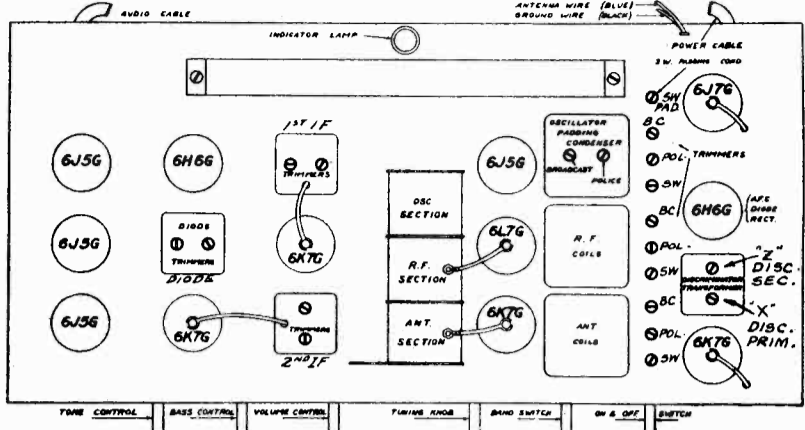 AUDIO CABLE
ANTENNA WIRE (BLUE)
GROUND WIRE (BLACK)
INDICATOR LAMP
POWER CABLE
S.W. PADDING COND
6J7G
SW
PAD.
BC
POL.
TRIMMERS
SW
BC
POL.
SW
BC
POL.
SW
6H6G
A.F.C.
DIODE
RECT.
"Z"
DISC.
SEC.
DISCRIMINATOR
TRANSFORMER
"X"
DISC.
PRIM.
6K7G
OSCILLATOR
PADDING
CONDENSER
BROADCAST
POLICE
R.F.
COILS
ANT
COILS
6J5G
6L7G
6K7G
OSC
SECTION
R.F.
SECTION
ANT.
SECTION
1ST IF
TRIMMERS
6K7G
TRIMMERS
2ND IF
6J5G
6H6G
6J5G
DIODE
TRIMMERS
DIODE
6J5G
6K7G
TONE CONTROL
BASS CONTROL
VOLUME CONTROL
TUNING KNOB
BAND SWITCH
ON & OFF SWITCH